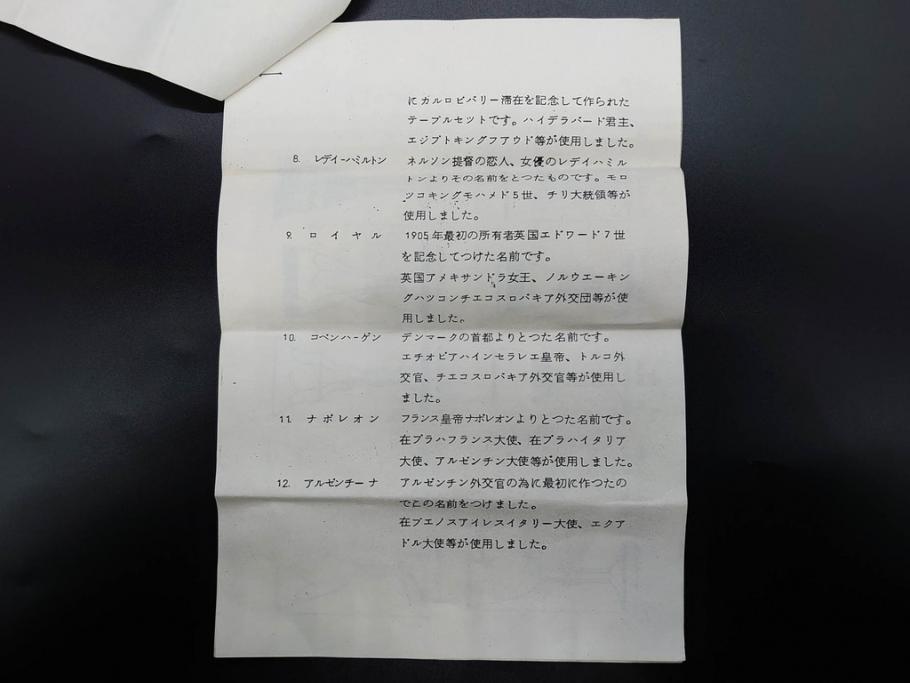 にカルロビバリー滞在を記念して作られた
テーブルセットです。ハイデラバード君主、
エジプトキングフアウド等が使用しました。
8. レデイーハミルトン ネルソン提督の恋人、女優のレデイハミル
トンよりその名前をとつたものです。モロ
ツコキングモハメド5世、チリ大統領等が
使用しました。
9. ロイヤル 1905年最初の所有者英国エドワード7世
を記念してつけた名前です。
英国アメキサンドラ女王、ノルウエーキン
グハツコンチエコスロバキア外交団等が使
用しました。
10. コペンハーゲン デンマークの首都よりとつた名前です。
エチオピアハインセラレエ皇帝、トルコ外
交官、チエコスロバキア外交官等が使用し
ました。
11. ナポレオン フランス皇帝ナポレオンよりとつた名前です。
在プラハフランス大使、在プラハイタリア
大使、アルゼンチン大使等が使用しました。
12. アルゼンチーナ アルゼンチン外交官の為に最初に作つたの
でこの名前をつけました。
在ブエノスアイレスイタリー大使、エクア
ドル大使等が使用しました。